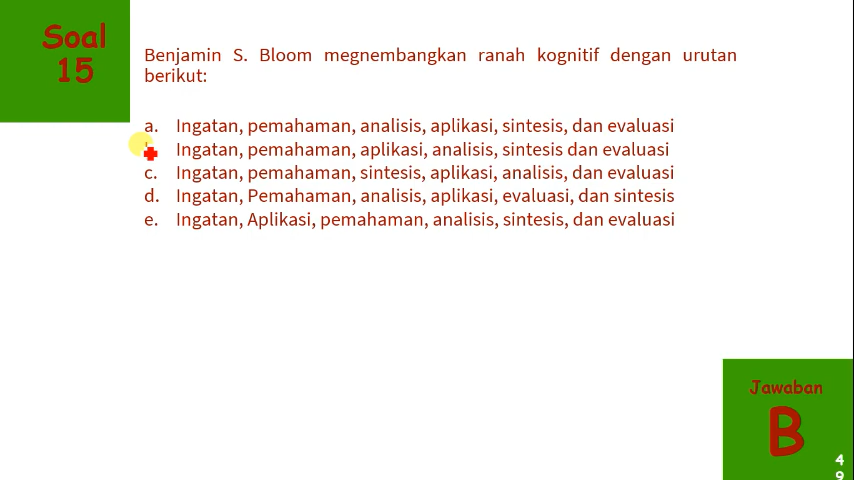 Soal
15
Benjamin S. Bloom megnembangkan ranah kognitif dengan urutan
berikut:
a. Ingatan, pemahaman, analisis, aplikasi, sintesis, dan evaluasi
Ingatan, pemahaman, aplikasi, analisis, sintesis dan evaluasi
c. Ingatan, pemahaman, sintesis, aplikasi, analisis, dan evaluasi
d. Ingatan, Pemahaman, analisis, aplikasi, evaluasi, dan sintesis
e. Ingatan, Aplikasi, pemahaman, analisis, sintesis, dan evaluasi
Jawaban
B
4
9